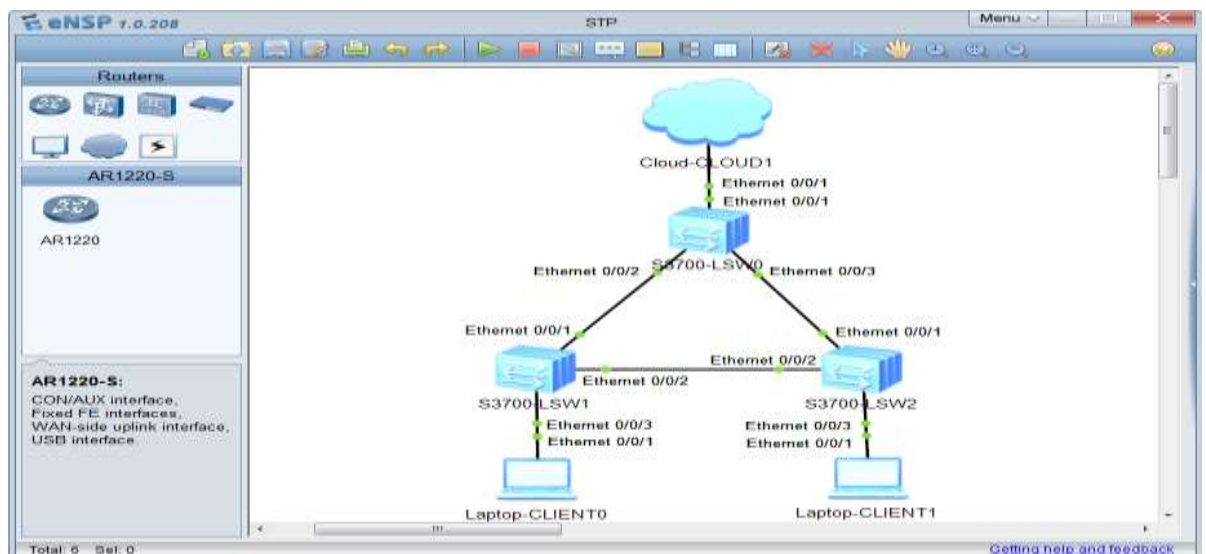 eNSP 1.0.208
STP
Menu
Routers
AR1220-S
AR1220
AR1220-S:
CON/AUX interface,
Fixed FE interfaces,
WAN-side uplink interface,
USB interface.
Cloud-CLOUD1
Ethernet 0/0/1
Ethernet 0/0/1
S3700-LSW0
Ethernet 0/0/2
Ethernet 0/0/3
Ethernet 0/0/1
Ethernet 0/0/1
Ethernet 0/0/2
Ethernet 0/0/2
S3700-LSW1
S3700-LSW2
Ethernet 0/0/3
Ethernet 0/0/1
Ethernet 0/0/3
Ethernet 0/0/1
Laptop-CLIENT0
Laptop-CLIENT1
Total: 6 Sel: 0
Getting help and feedback